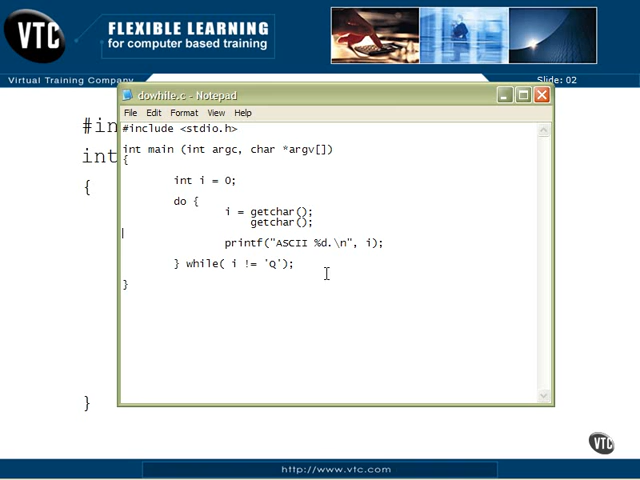 VTC
FLEXIBLE LEARNING
for computer based training
Virtual Training Company
Slide: 02
dowhile.c - Notepad
File Edit Format View Help
#in
int
{
}
#include <stdio.h>
int main (int argc, char *argv[])
{
int i = 0;
do {
i = getchar();
getchar();
printf("ASCII %d.\n", i);
} while( i != 'Q');
}
VTC
http://www.vtc.com